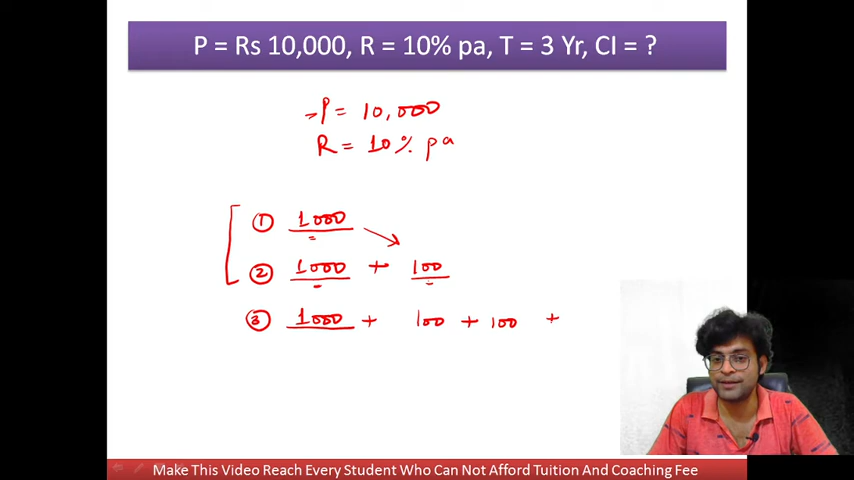 P = Rs 10,000, R = 10% pa, T = 3 Yr, CI = ?
P = 10,000
R = 10% pa
① 1000
② 1000 + 100
③ 1000 + 100 + 100 +
Make This Video Reach Every Student Who Can Not Afford Tuition And Coaching Fee